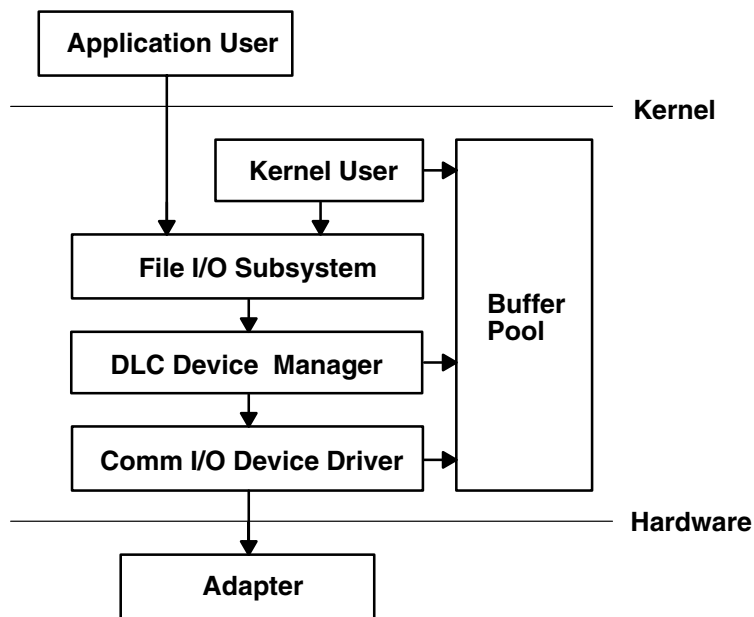 Application User
Kernel
Kernel User
File I/O Subsystem
Buffer
Pool
DLC Device Manager
Comm I/O Device Driver
Hardware
Adapter